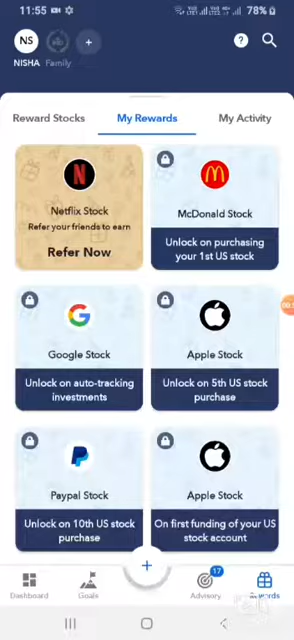 11:55
78%
NS
+
?
NISHA
Family
Reward Stocks
My Rewards
My Activity
N
Netflix Stock
Refer your friends to earn
Refer Now
McDonald Stock
Unlock on purchasing
your 1st US stock
G
Google Stock
Unlock on auto-tracking
investments
Apple Stock
Unlock on 5th US stock
purchase
Paypal Stock
Unlock on 10th US stock
purchase
Apple Stock
On first funding of your US
stock account
+
17
Dashboard
Goals
Advisory
Rewards